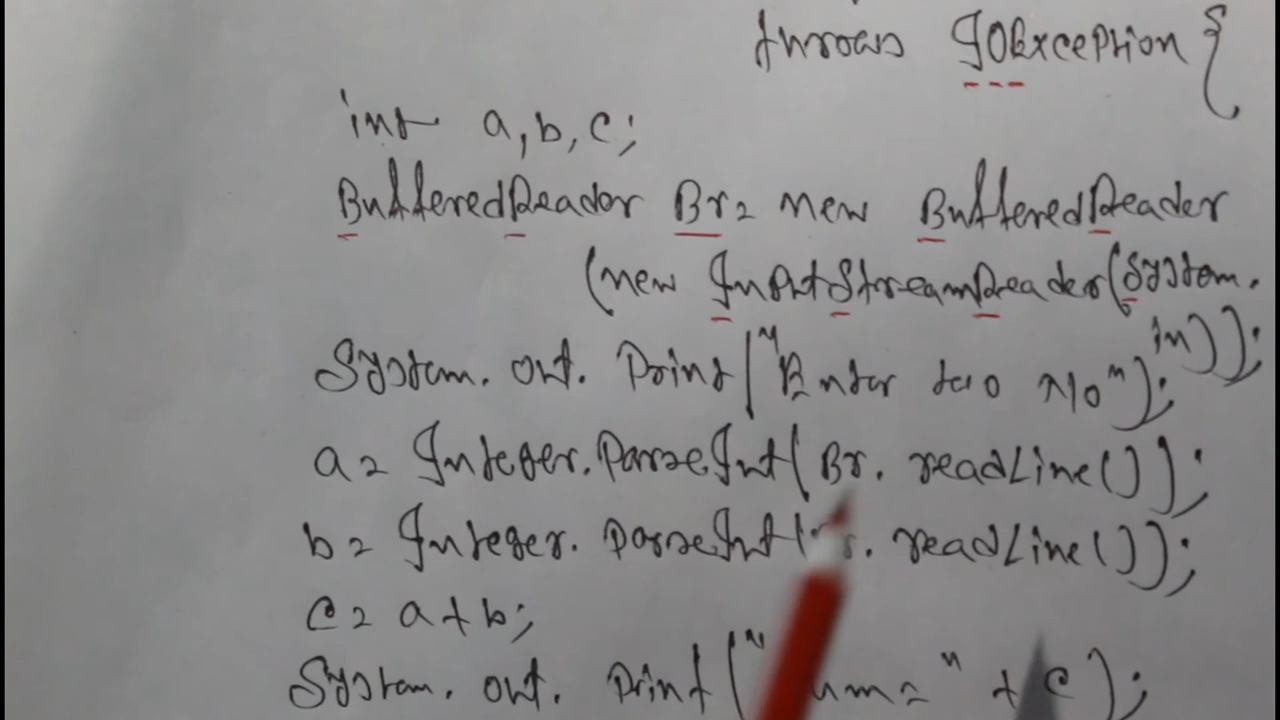 throws IOException {
int a, b, c;
BufferedReader Br = new BufferedReader
(new InputStreamReader(System.
in));
System. out. Print("Enter two No");
a = Integer.ParseInt(Br. readLine());
b = Integer. ParseInt( . readLine());
c = a + b;
System. out. Print(" = " + c);